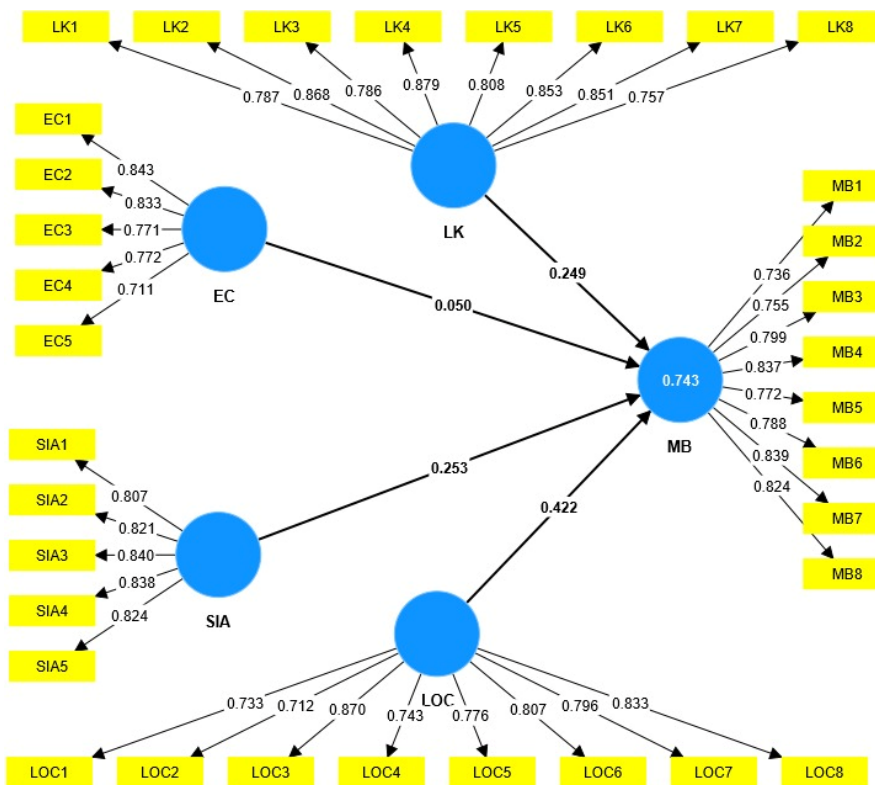 LK1 LK2 LK3 LK4 LK5 LK6 LK7 LK8
0.787 0.868 0.786 0.879 0.808 0.853 0.851 0.757
LK
EC1
EC2
EC3
EC4
EC5
0.843
0.833
0.771
0.772
0.711
EC
0.249
0.050
MB1
MB2
MB3
MB4
MB5
MB6
MB7
MB8
0.736
0.755
0.799
0.837
0.772
0.788
0.839
0.824
0.743
MB
SIA1
SIA2
SIA3
SIA4
SIA5
0.807
0.821
0.840
0.838
0.824
SIA
0.253
0.422
LOC
0.733 0.712 0.870 0.743 0.776 0.807 0.796 0.833
LOC1 LOC2 LOC3 LOC4 LOC5 LOC6 LOC7 LOC8